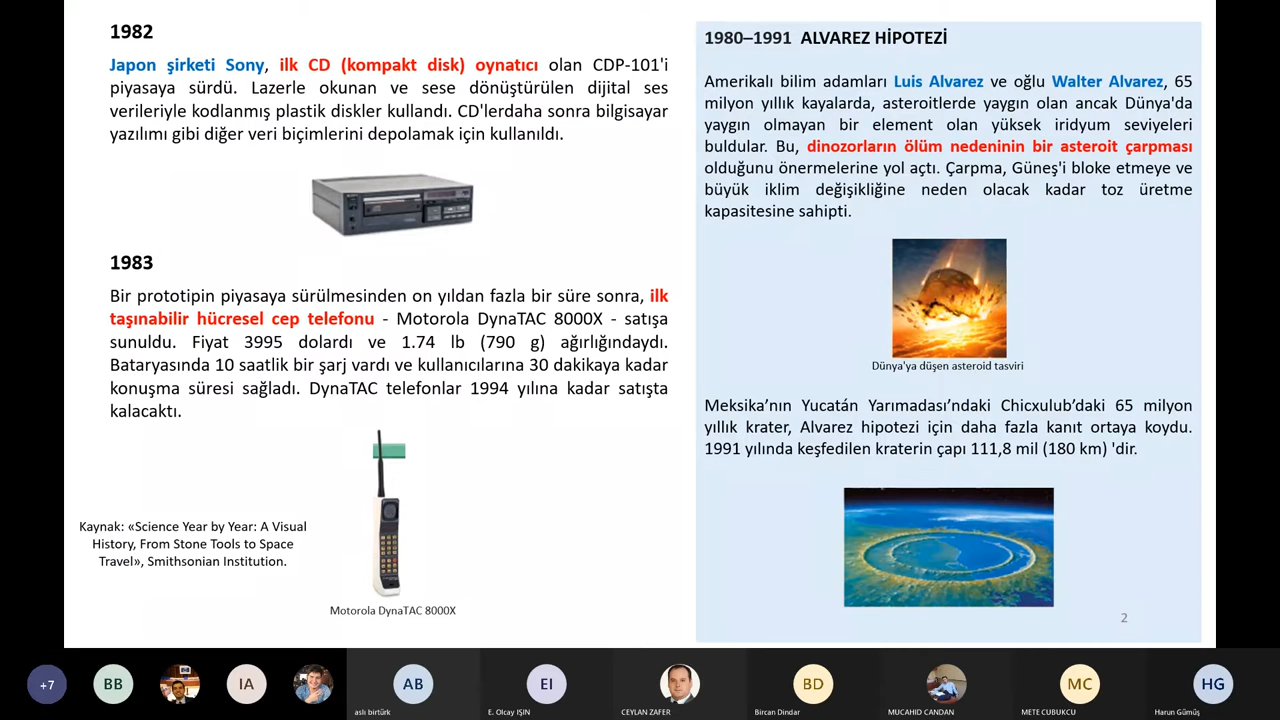 1982
Japon şirketi Sony, ilk CD (kompakt disk) oynatıcı olan CDP-101'i
piyasaya sürdü. Lazerle okunan ve sese dönüştürülen dijital ses
verileriyle kodlanmış plastik diskler kullandı. CD'lerdaha sonra bilgisayar
yazılımı gibi diğer veri biçimlerini depolamak için kullanıldı.
1983
Bir prototipin piyasaya sürülmesinden on yıldan fazla bir süre sonra, ilk
taşınabilir hücresel cep telefonu - Motorola DynaTAC 8000X - satışa
sunuldu. Fiyat 3995 dolardı ve 1.74 lb (790 g) ağırlığındaydı.
Bataryasında 10 saatlik bir şarj vardı ve kullanıcılarına 30 dakikaya kadar
konuşma süresi sağladı. DynaTAC telefonlar 1994 yılına kadar satışta
kalacaktı.
Kaynak: «Science Year by Year: A Visual
History, From Stone Tools to Space
Travel», Smithsonian Institution.
Motorola DynaTAC 8000X
1980–1991 ALVAREZ HİPOTEZİ
Amerikalı bilim adamları Luis Alvarez ve oğlu Walter Alvarez, 65
milyon yıllık kayalarda, asteroitlerde yaygın olan ancak Dünya'da
yaygın olmayan bir element olan yüksek iridyum seviyeleri
buldular. Bu, dinozorların ölüm nedeninin bir asteroit çarpması
olduğunu önermelerine yol açtı. Çarpma, Güneş'i bloke etmeye ve
büyük iklim değişikliğine neden olacak kadar toz üretme
kapasitesine sahipti.
Dünya'ya düşen asteroid tasviri
Meksika’nın Yucatán Yarımadası’ndaki Chicxulub’daki 65 milyon
yıllık krater, Alvarez hipotezi için daha fazla kanıt ortaya koydu.
1991 yılında keşfedilen kraterin çapı 111,8 mil (180 km) 'dir.
2
+7
BB
IA
AB
EI
BD
MC
HG
aslı birtürk
E. Olcay IŞIN
CEYLAN ZAFER
Bircan Dindar
MUCAHID CANDAN
METE CUBUKCU
Harun Gümüş